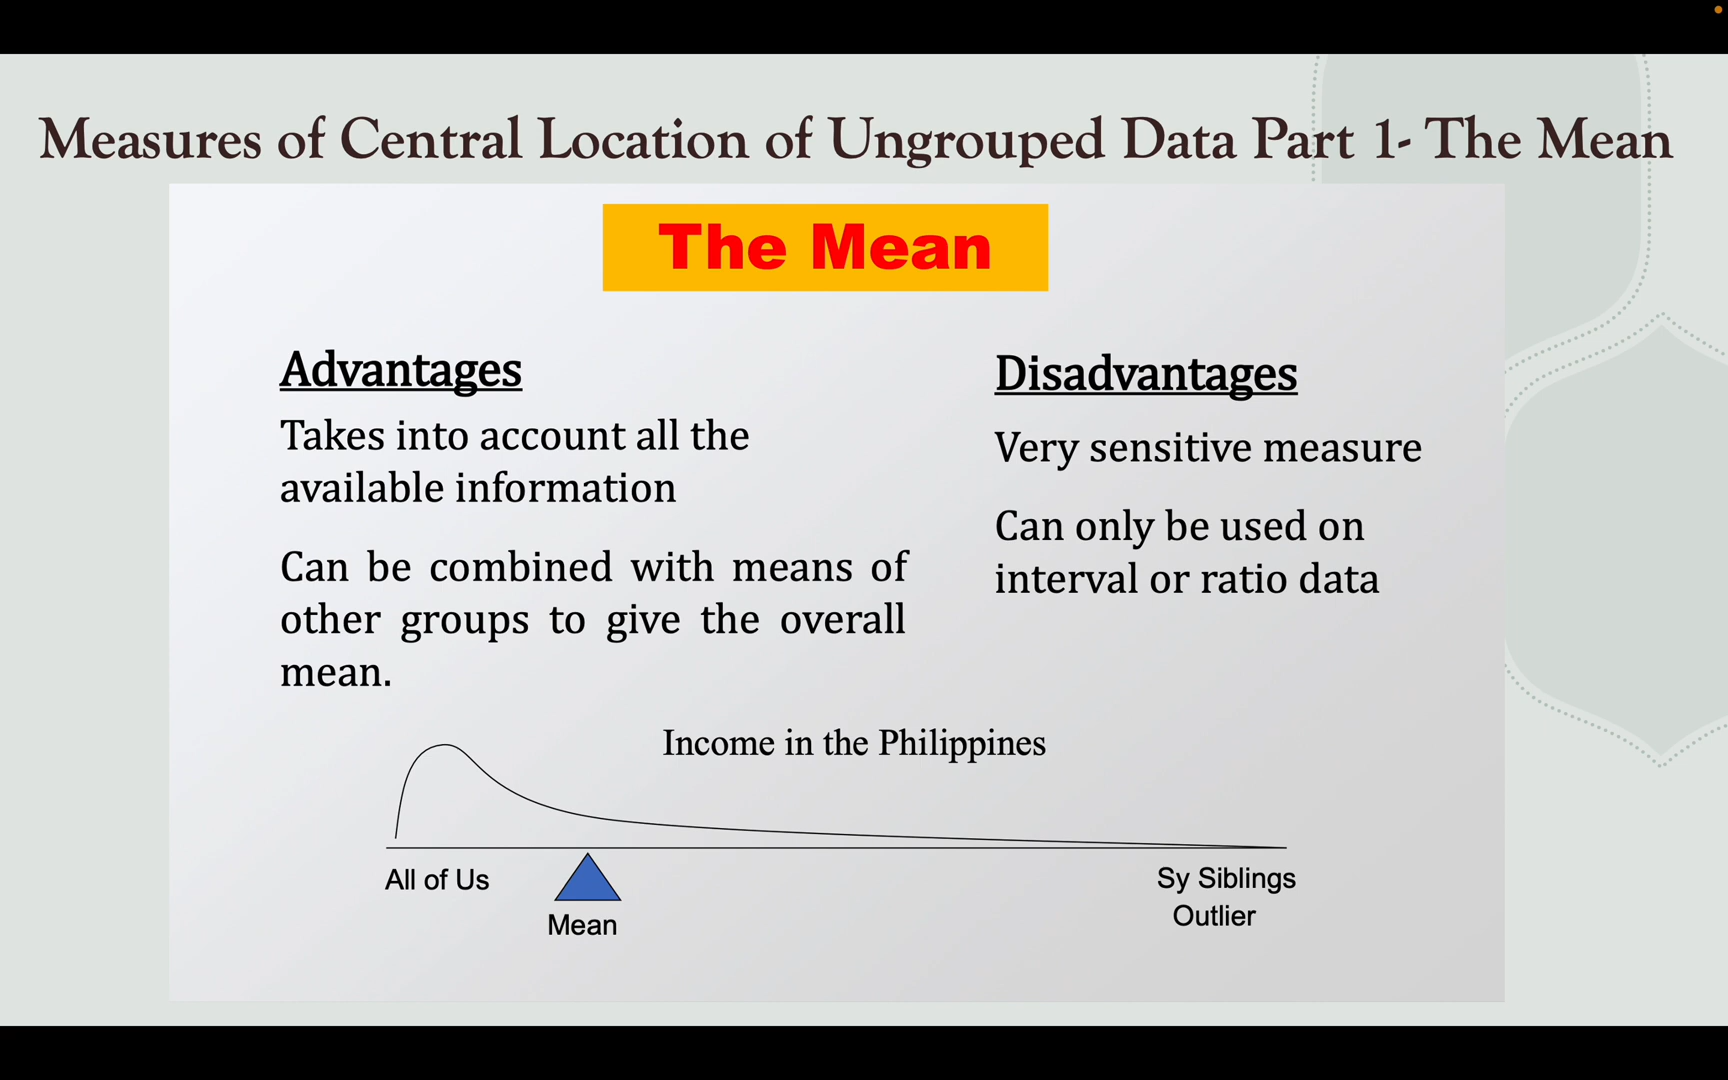 Measures of Central Location of Ungrouped Data Part 1- The Mean
The Mean
Advantages
Takes into account all the
available information
Can be combined with means of
other groups to give the overall
mean.
Disadvantages
Very sensitive measure
Can only be used on
interval or ratio data
Income in the Philippines
All of Us
Mean
Sy Siblings
Outlier